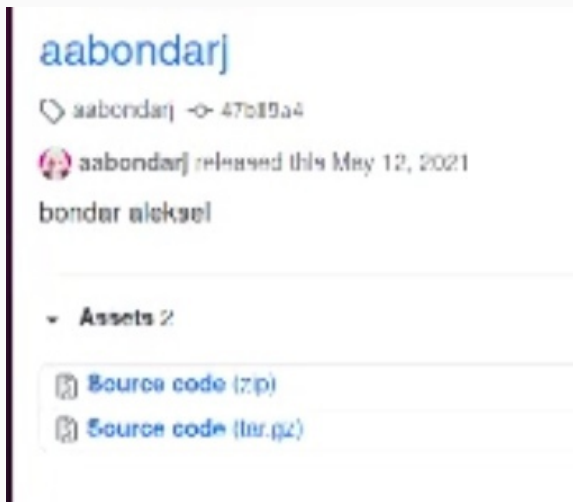 aabondarj
aabondarj
aabondarj released this May 12, 2021
bondar aleksei
Assets 2
Source code (zip)
Source code (tar.gz)